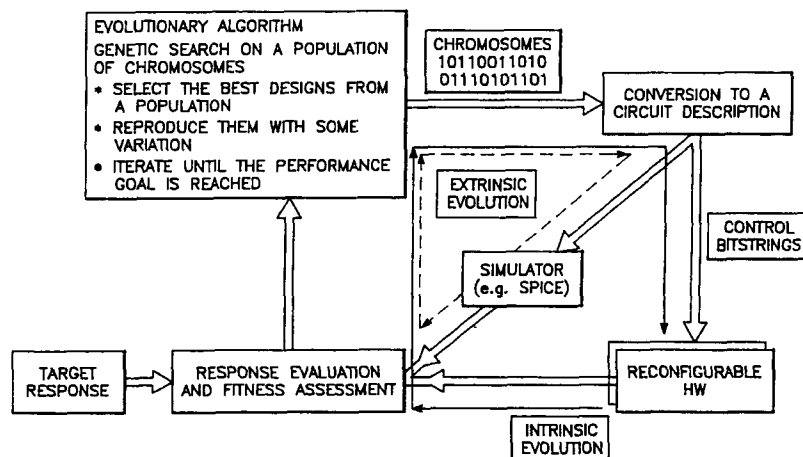 EVOLUTIONARY ALGORITHM
GENETIC SEARCH ON A POPULATION
OF CHROMOSOMES
* SELECT THE BEST DESIGNS FROM
A POPULATION
* REPRODUCE THEM WITH SOME
VARIATION
* ITERATE UNTIL THE PERFORMANCE
GOAL IS REACHED
CHROMOSOMES
10110011010
01110101101
CONVERSION TO A
CIRCUIT DESCRIPTION
EXTRINSIC
EVOLUTION
CONTROL
BITSTRINGS
SIMULATOR
(e.g. SPICE)
TARGET
RESPONSE
RESPONSE EVALUATION
AND FITNESS ASSESSMENT
RECONFIGURABLE
HW
INTRINSIC
EVOLUTION